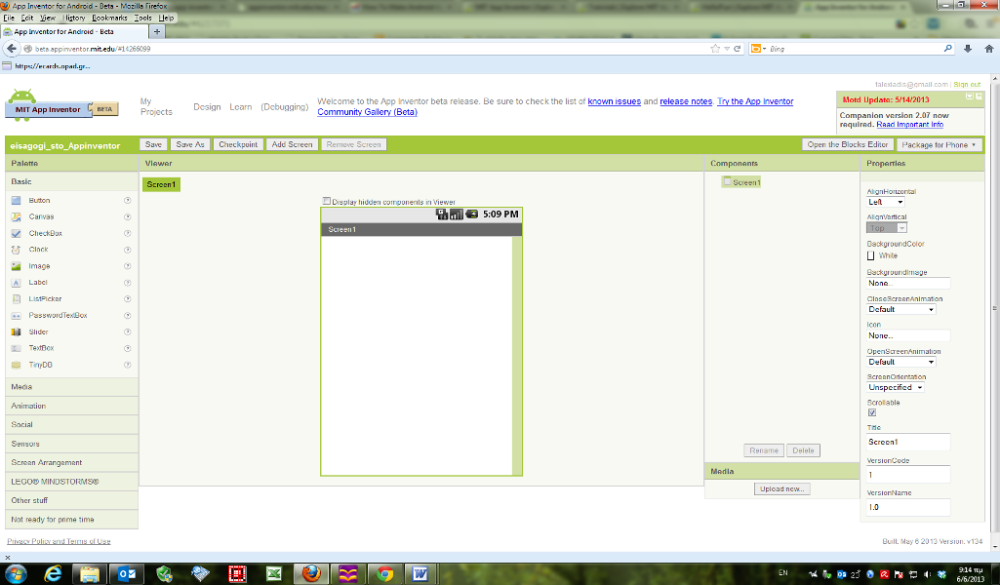 App Inventor for Android - Beta - Mozilla Firefox
File Edit View History Bookmarks Tools Help
App Inventor for Android - Beta
beta.appinventor.mit.edu/#14266099
Bing
https://ecards.opad.gr...
MIT App Inventor BETA
My Projects Design Learn (Debugging)
Welcome to the App Inventor beta release. Be sure to check the list of known issues and release notes. Try the App Inventor
Community Gallery (Beta)
talexiadis@gmail.com | Sign out
Motd Update: 5/14/2013
Companion version 2.07 now
required. Read Important Info
eisagogi_sto_Appinventor
Save Save As Checkpoint Add Screen Remove Screen
Open the Blocks Editor Package for Phone
Palette
Basic
Button
Canvas
CheckBox
Clock
Image
Label
ListPicker
PasswordTextBox
Slider
TextBox
TinyDB
Media
Animation
Social
Sensors
Screen Arrangement
LEGO® MINDSTORMS®
Other stuff
Not ready for prime time
Viewer
Screen1
Display hidden components in Viewer
5:09 PM
Screen1
Components
Screen1
Rename Delete
Media
Upload new...
Properties
AlignHorizontal
Left
AlignVertical
Top
BackgroundColor
White
BackgroundImage
None...
CloseScreenAnimation
Default
Icon
None...
OpenScreenAnimation
Default
ScreenOrientation
Unspecified
Scrollable
Title
Screen1
VersionCode
1
VersionName
1.0
Privacy Policy and Terms of Use
Built: May 6 2013 Version: v134
EN
9:14 πμ
6/6/2013